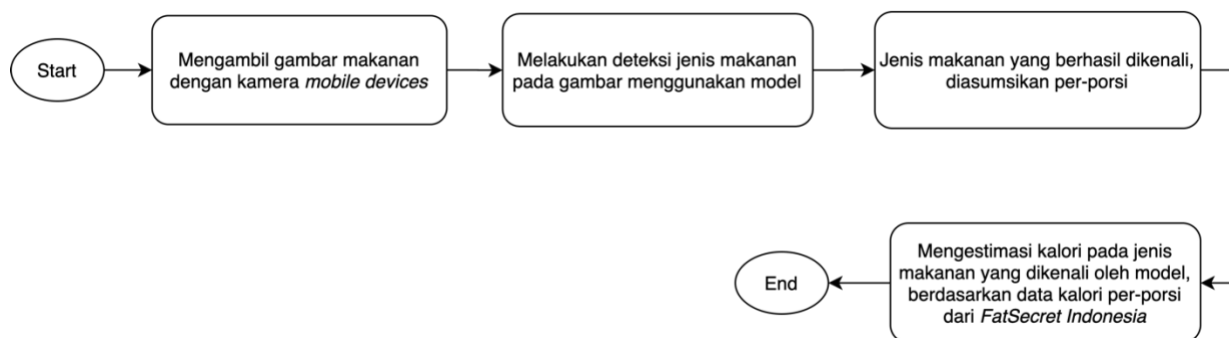 Start
Mengambil gambar makanan
dengan kamera mobile devices
Melakukan deteksi jenis makanan
pada gambar menggunakan model
Jenis makanan yang berhasil dikenali,
diasumsikan per-porsi
Mengestimasi kalori pada jenis
makanan yang dikenali oleh model,
berdasarkan data kalori per-porsi
dari FatSecret Indonesia
End